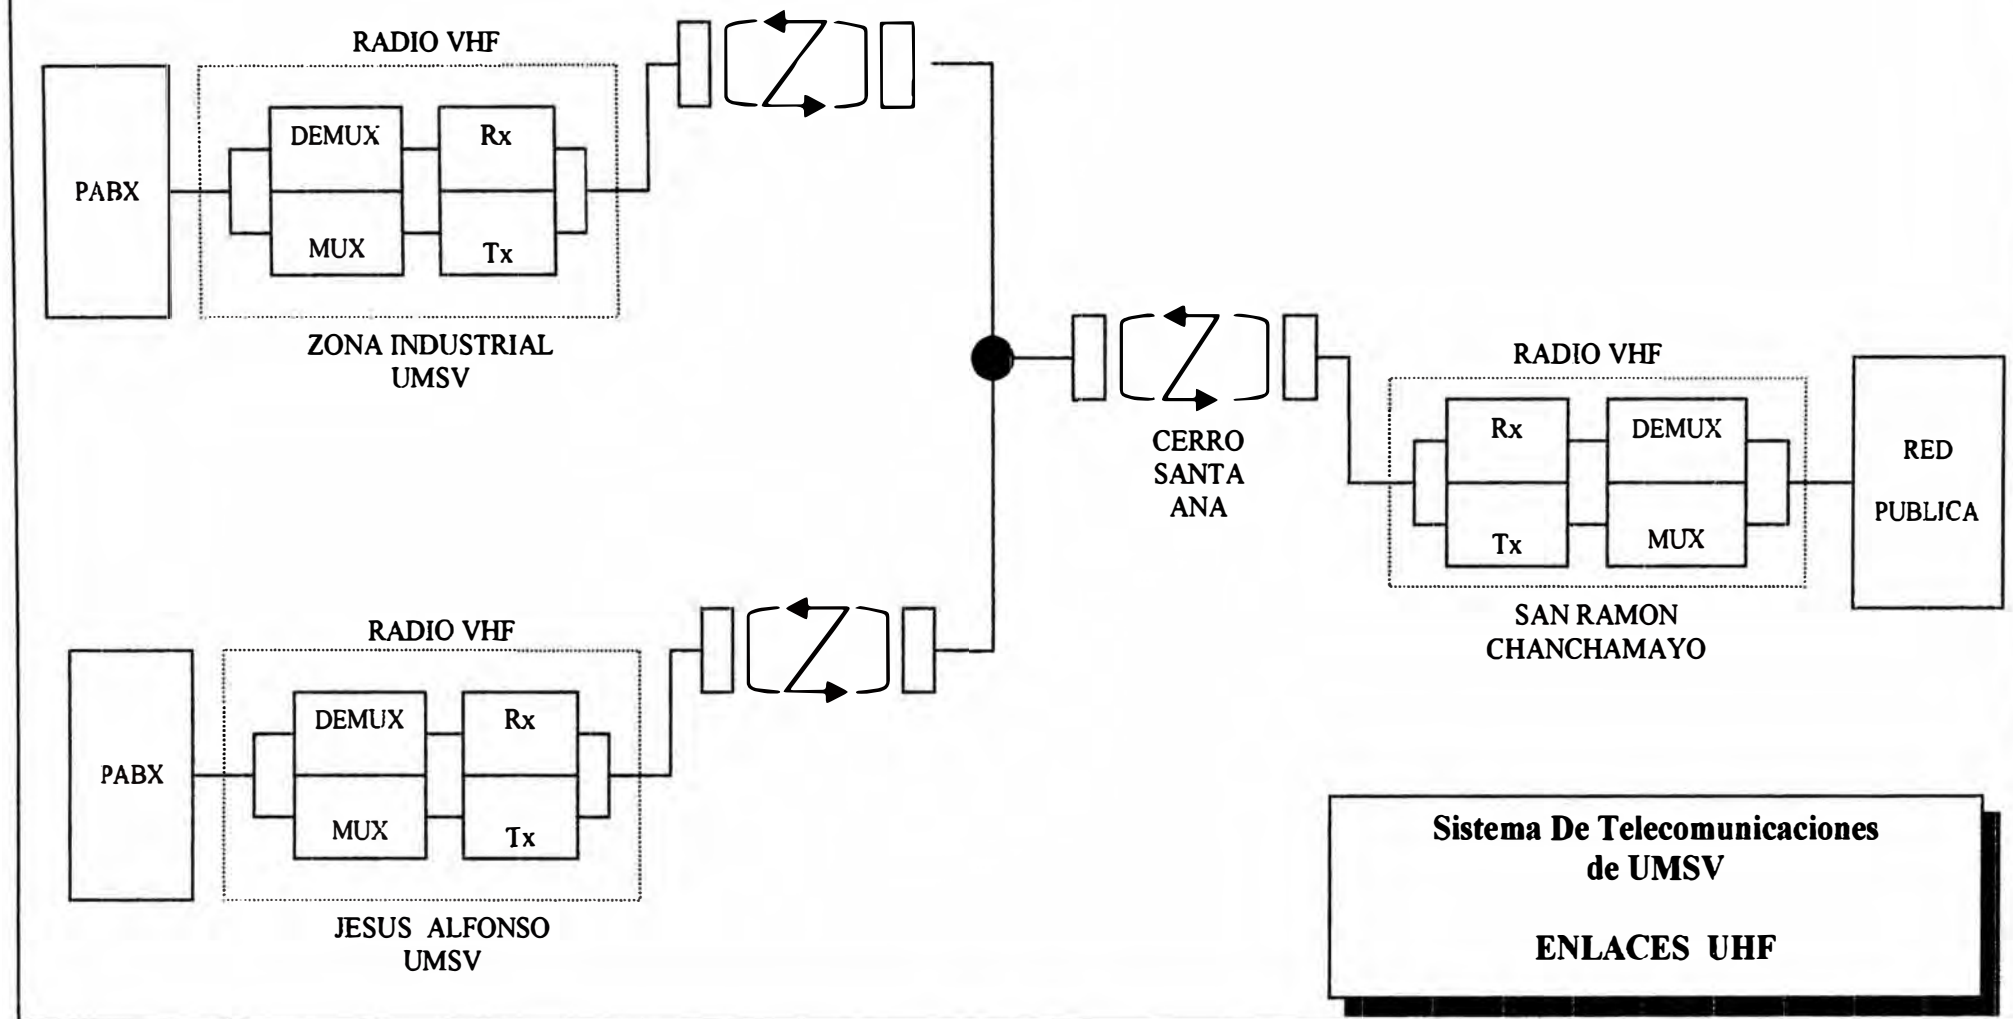 RADIO VHF
PABX
DEMUX
Rx
MUX
Tx
ZONA INDUSTRIAL
UMSV
CERRO
SANTA
ANA
RADIO VHF
Rx
DEMUX
Tx
MUX
RED
PUBLICA
SAN RAMON
CHANCHAMAYO
RADIO VHF
PABX
DEMUX
Rx
MUX
Tx
JESUS ALFONSO
UMSV
Sistema De Telecomunicaciones
de UMSV
ENLACES UHF